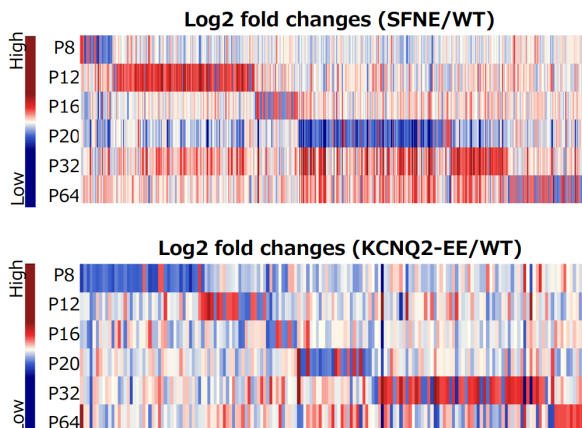 Log2 fold changes (SFNE/WT)
High
Low
P8
P12
P16
P20
P32
P64
Log2 fold changes (KCNQ2-EE/WT)
High
Low
P8
P12
P16
P20
P32
P64